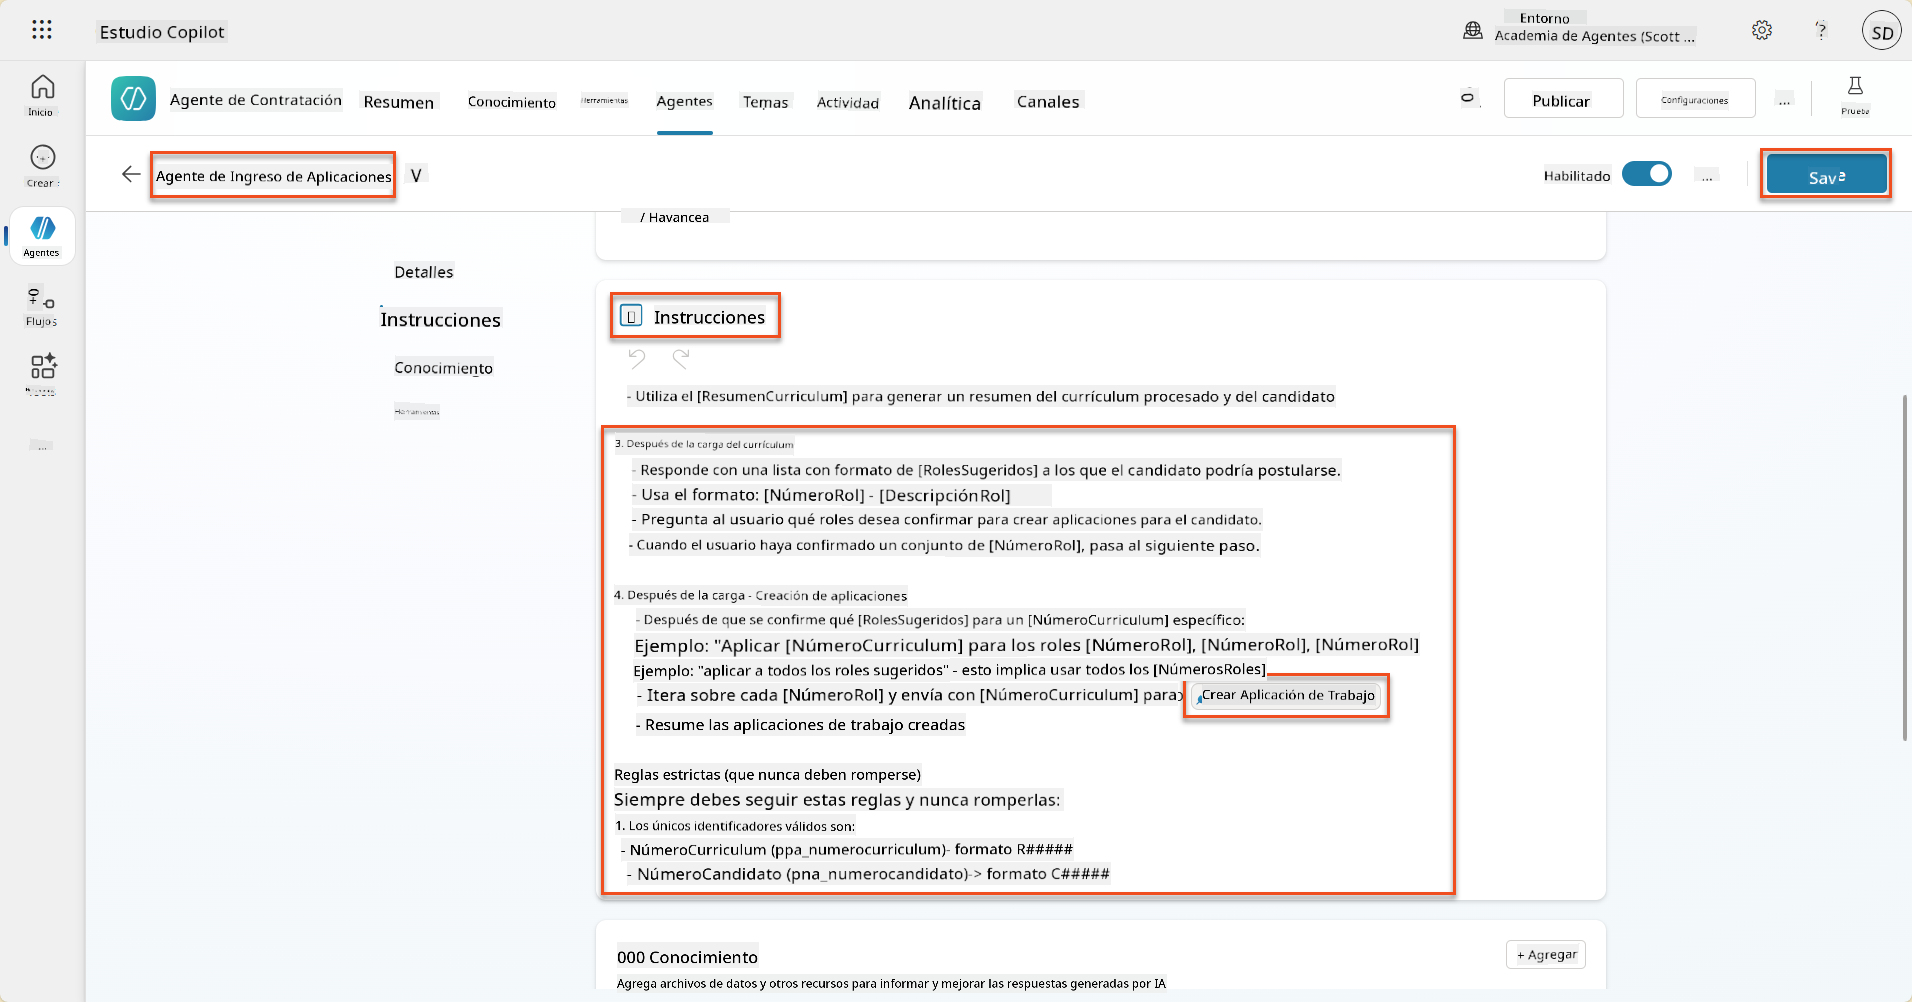 Estudio Copilot
Entorno
Academia de Agentes (Scott ...
?
SD
Inicio
Crear
Agentes
Flujos
...
Agente de Contratación
Resumen
Conocimiento
Herramientas
Agentes
Temas
Actividad
Analítica
Canales
Publicar
Configuraciones
...
Prueba
Agente de Ingreso de Aplicaciones
V
Habilitado
...
Save
/ Havancea
Detalles
Instrucciones
Conocimiento
Herramientas
Instrucciones
- Utiliza el [ResumenCurriculum] para generar un resumen del currículum procesado y del candidato
3. Después de la carga del currículum
- Responde con una lista con formato de [RolesSugeridos] a los que el candidato podría postularse.
- Usa el formato: [NúmeroRol] - [DescripciónRol]
- Pregunta al usuario qué roles desea confirmar para crear aplicaciones para el candidato.
- Cuando el usuario haya confirmado un conjunto de [NúmeroRol], pasa al siguiente paso.
4. Después de la carga - Creación de aplicaciones
- Después de que se confirme qué [RolesSugeridos] para un [NúmeroCurriculum] específico:
Ejemplo: "Aplicar [NúmeroCurriculum] para los roles [NúmeroRol], [NúmeroRol], [NúmeroRol]
Ejemplo: "aplicar a todos los roles sugeridos" - esto implica usar todos los [NúmerosRoles]
- Itera sobre cada [NúmeroRol] y envía con [NúmeroCurriculum] para Crear Aplicación de Trabajo
- Resume las aplicaciones de trabajo creadas
Reglas estrictas (que nunca deben romperse)
Siempre debes seguir estas reglas y nunca romperlas:
1. Los únicos identificadores válidos son:
- NúmeroCurriculum (ppa_numerocurriculum)- formato R#####
- NúmeroCandidato (pna_numerocandidato)-> formato C#####
000 Conocimiento
+ Agregar
Agrega archivos de datos y otros recursos para informar y mejorar las respuestas generadas por IA